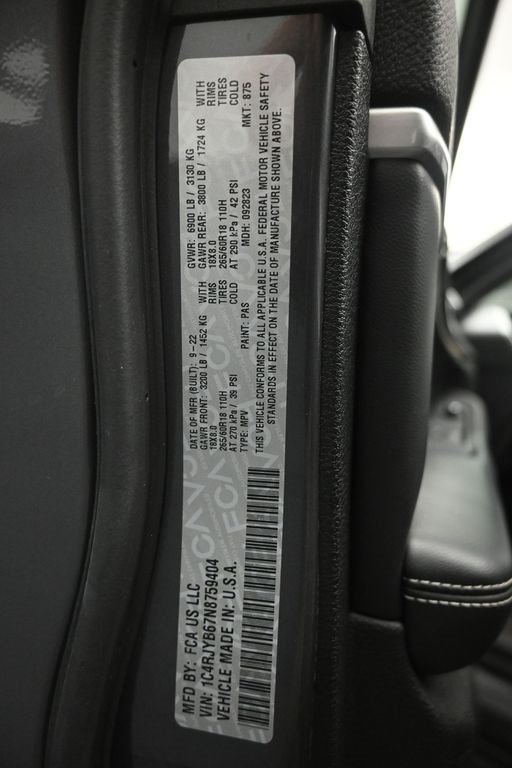 MFD BY: FCA US LLC
VIN: 1C4RJYB67N8759404
VEHICLE MADE IN: U.S.A.
DATE OF MFR (BUILT): 9-22 GVWR: 6900 LB / 3130 KG
GAWR FRONT: 3200 LB / 1452 KG WITH GAWR REAR: 3800 LB / 1724 KG WITH
18X8.0 RIMS 18X8.0 RIMS
265/60R18 110H TIRES 265/60R18 110H TIRES
AT 270 kPa / 39 PSI COLD AT 290 kPa / 42 PSI COLD
TYPE: MPV PAINT: PAS MDH: 092823 MKT: 875
THIS VEHICLE CONFORMS TO ALL APPLICABLE U.S.A. FEDERAL MOTOR VEHICLE SAFETY
STANDARDS IN EFFECT ON THE DATE OF MANUFACTURE SHOWN ABOVE.